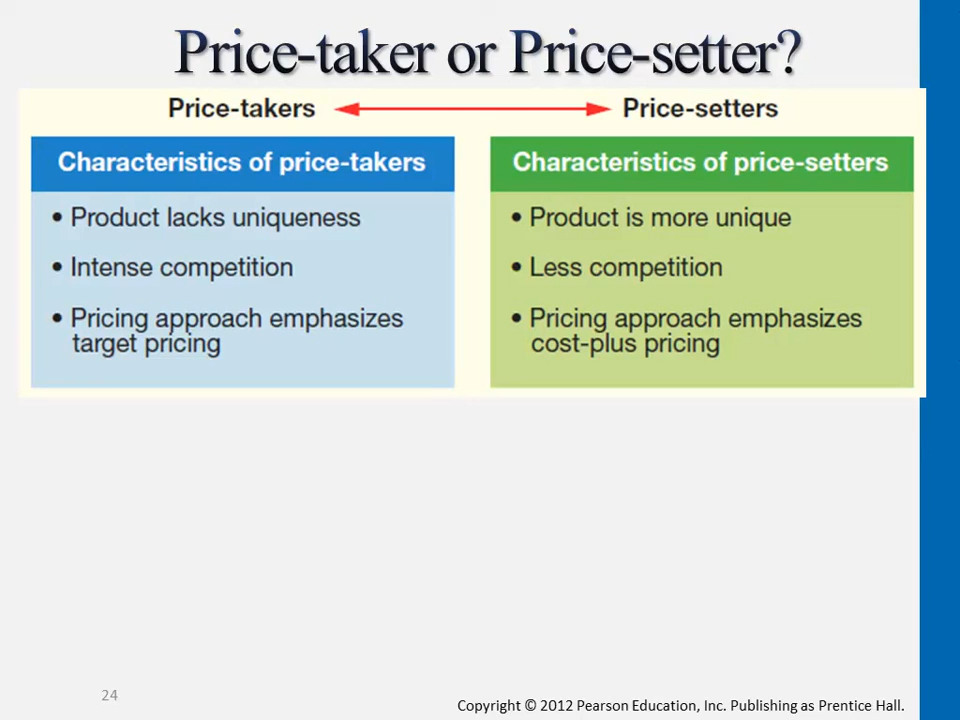 Price-taker or Price-setter?
Price-takers
Price-setters
Characteristics of price-takers
• Product lacks uniqueness
• Intense competition
• Pricing approach emphasizes
target pricing
Characteristics of price-setters
• Product is more unique
• Less competition
• Pricing approach emphasizes
cost-plus pricing
24
Copyright © 2012 Pearson Education, Inc. Publishing as Prentice Hall.